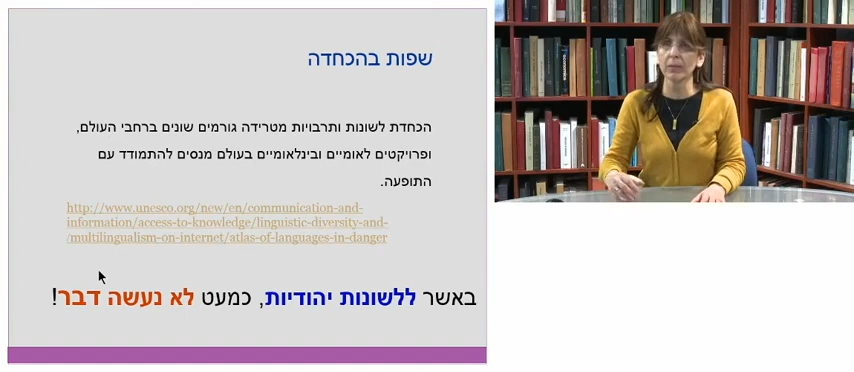 שפות בהכחדה
הכחדת לשונות ותרבויות מטרידה גורמים שונים ברחבי העולם,
ופרויקטים לאומיים ובינלאומיים בעולם מנסים להתמודד עם
התופעה.
http://www.unesco.org/new/en/communication-and-
information/access-to-knowledge/linguistic-diversity-and-
/multilingualism-on-internet/atlas-of-languages-in-danger
באשר ללשונות יהודיות, כמעט לא נעשה דבר!
economics